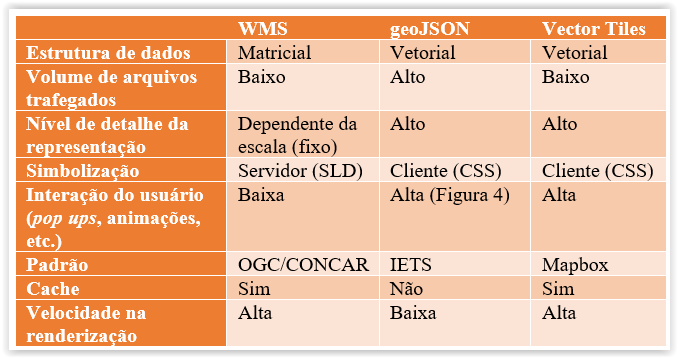 WMS geoJSON Vector Tiles
Estrutura de dados Matricial Vetorial Vetorial
Volume de arquivos Baixo Alto Baixo
trafegados
Nível de detalhe da Dependente da Alto Alto
representação escala (fixo)
Simbolização Servidor (SLD) Cliente (CSS) Cliente (CSS)
Interação do usuário Baixa Alta (Figura 4) Alta
(pop ups, animações,
etc.)
Padrão OGC/CONCAR IETS Mapbox
Cache Sim Não Sim
Velocidade na Alta Baixa Alta
renderização